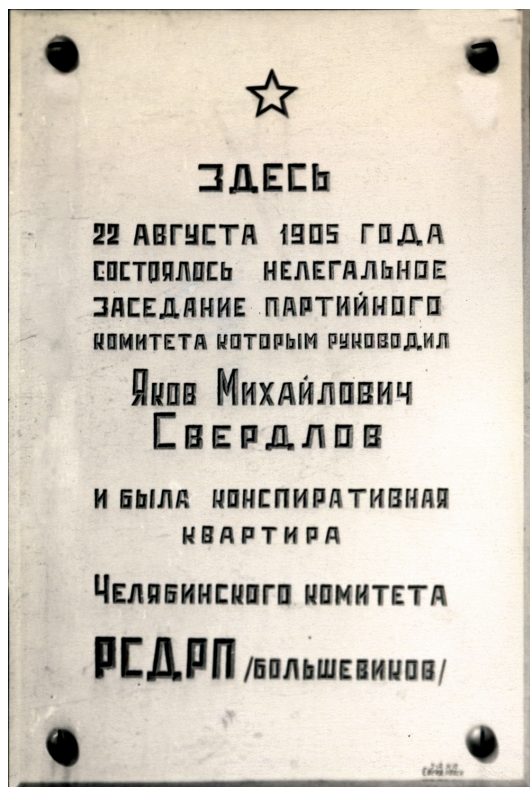 ЗДЕСЬ
22 АВГУСТА 1905 ГОДА
СОСТОЯЛОСЬ НЕЛЕГАЛЬНОЕ
ЗАСЕДАНИЕ ПАРТИЙНОГО
КОМИТЕТА КОТОРЫМ РУКОВОДИЛ
ЯКОВ МИХАЙЛОВИЧ
СВЕРДЛОВ
И БЫЛА КОНСПИРАТИВНАЯ
КВАРТИРА
ЧЕЛЯБИНСКОГО КОМИТЕТА
РСДРП /БОЛЬШЕВИКОВ/